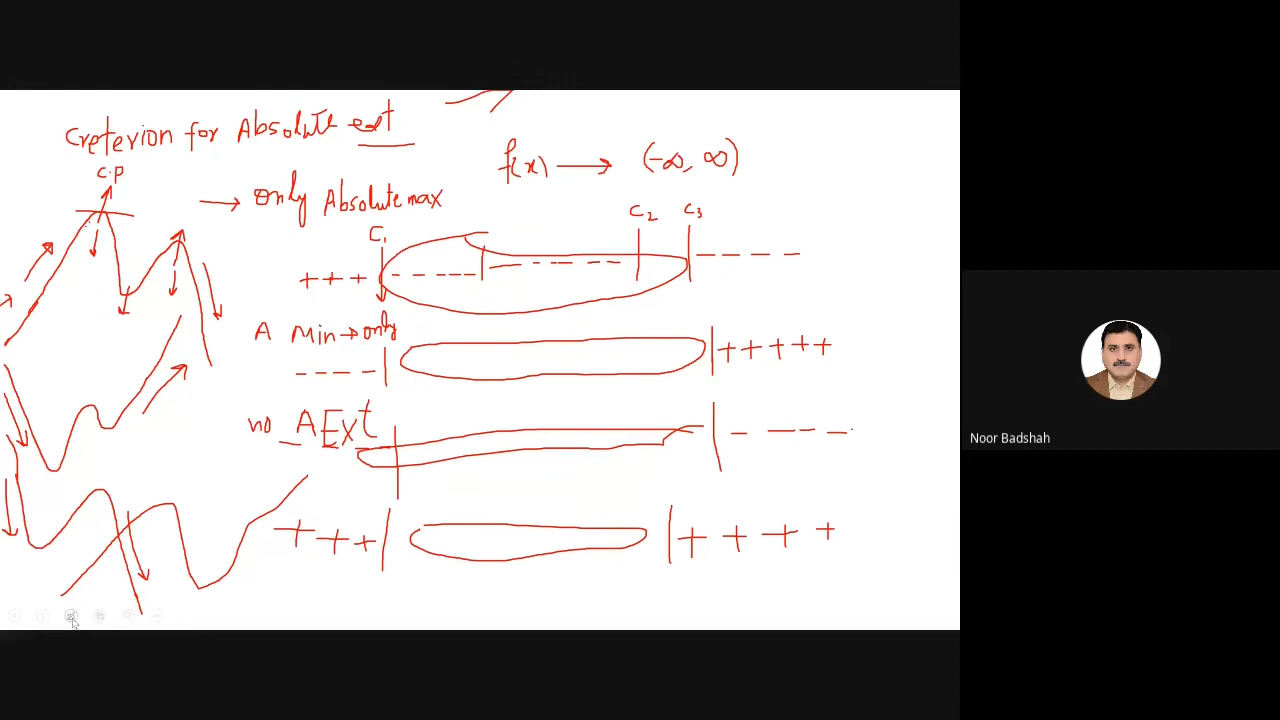 Creterion for Absolute ext
f(x) → (-∞, ∞)
C.P
→ Only Absolute max
C₁
C₂
C₃
+ + +
- - - - - -
- - - - - -
- - - - -
A Min → only
- - - -
+ + + + +
no A Ext
- - - - -
+ + +
+ + + +
Noor Badshah